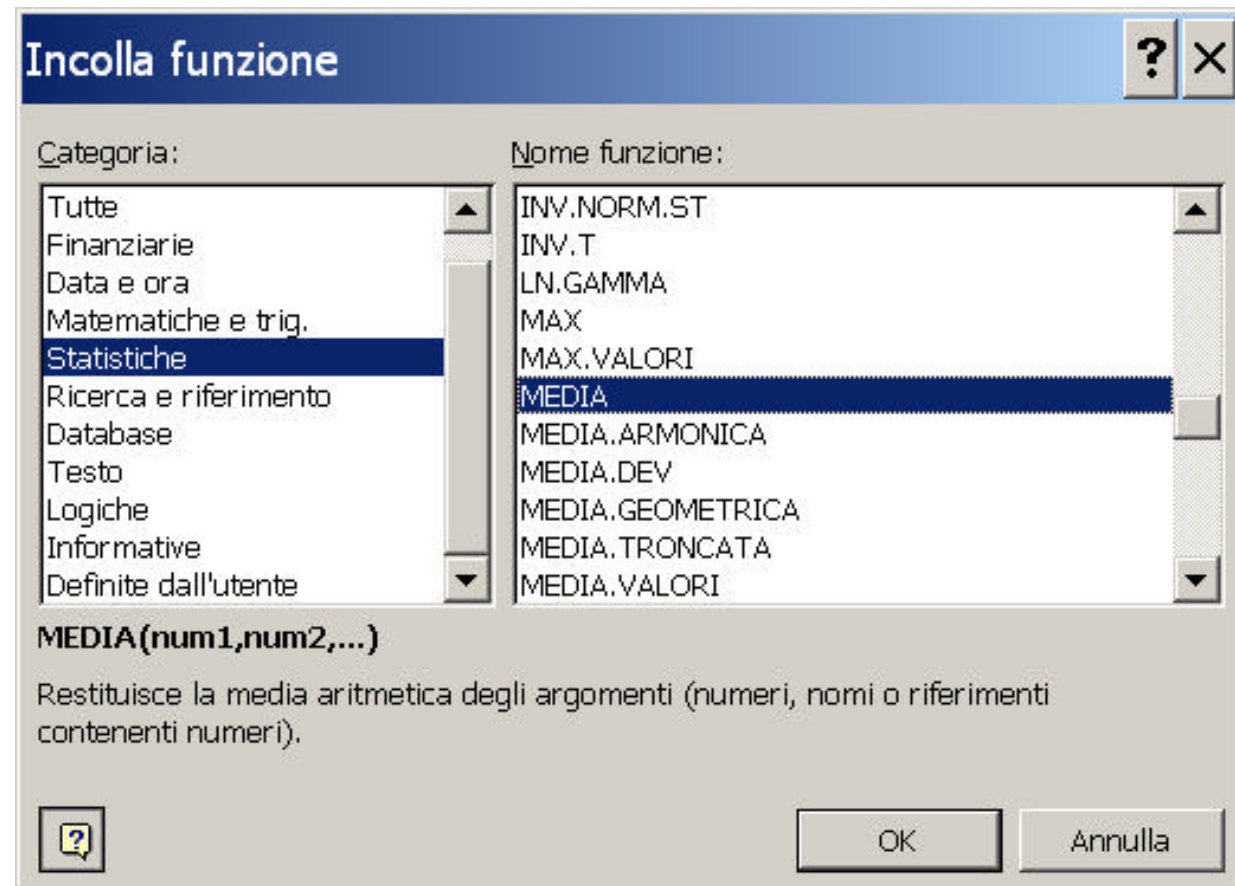 Incolla funzione
Categoria:
Tutte
Finanziarie
Data e ora
Matematiche e trig.
Statistiche
Ricerca e riferimento
Database
Testo
Logiche
Informative
Definite dall'utente
Nome funzione:
INV.NORM.ST
INV.T
LN.GAMMA
MAX
MAX.VALORI
MEDIA
MEDIA.ARMONICA
MEDIA.DEV
MEDIA.GEOMETRICA
MEDIA.TRONCATA
MEDIA.VALORI
MEDIA(num1,num2,...)
Restituisce la media aritmetica degli argomenti (numeri, nomi o riferimenti
contenenti numeri).
OK
Annulla